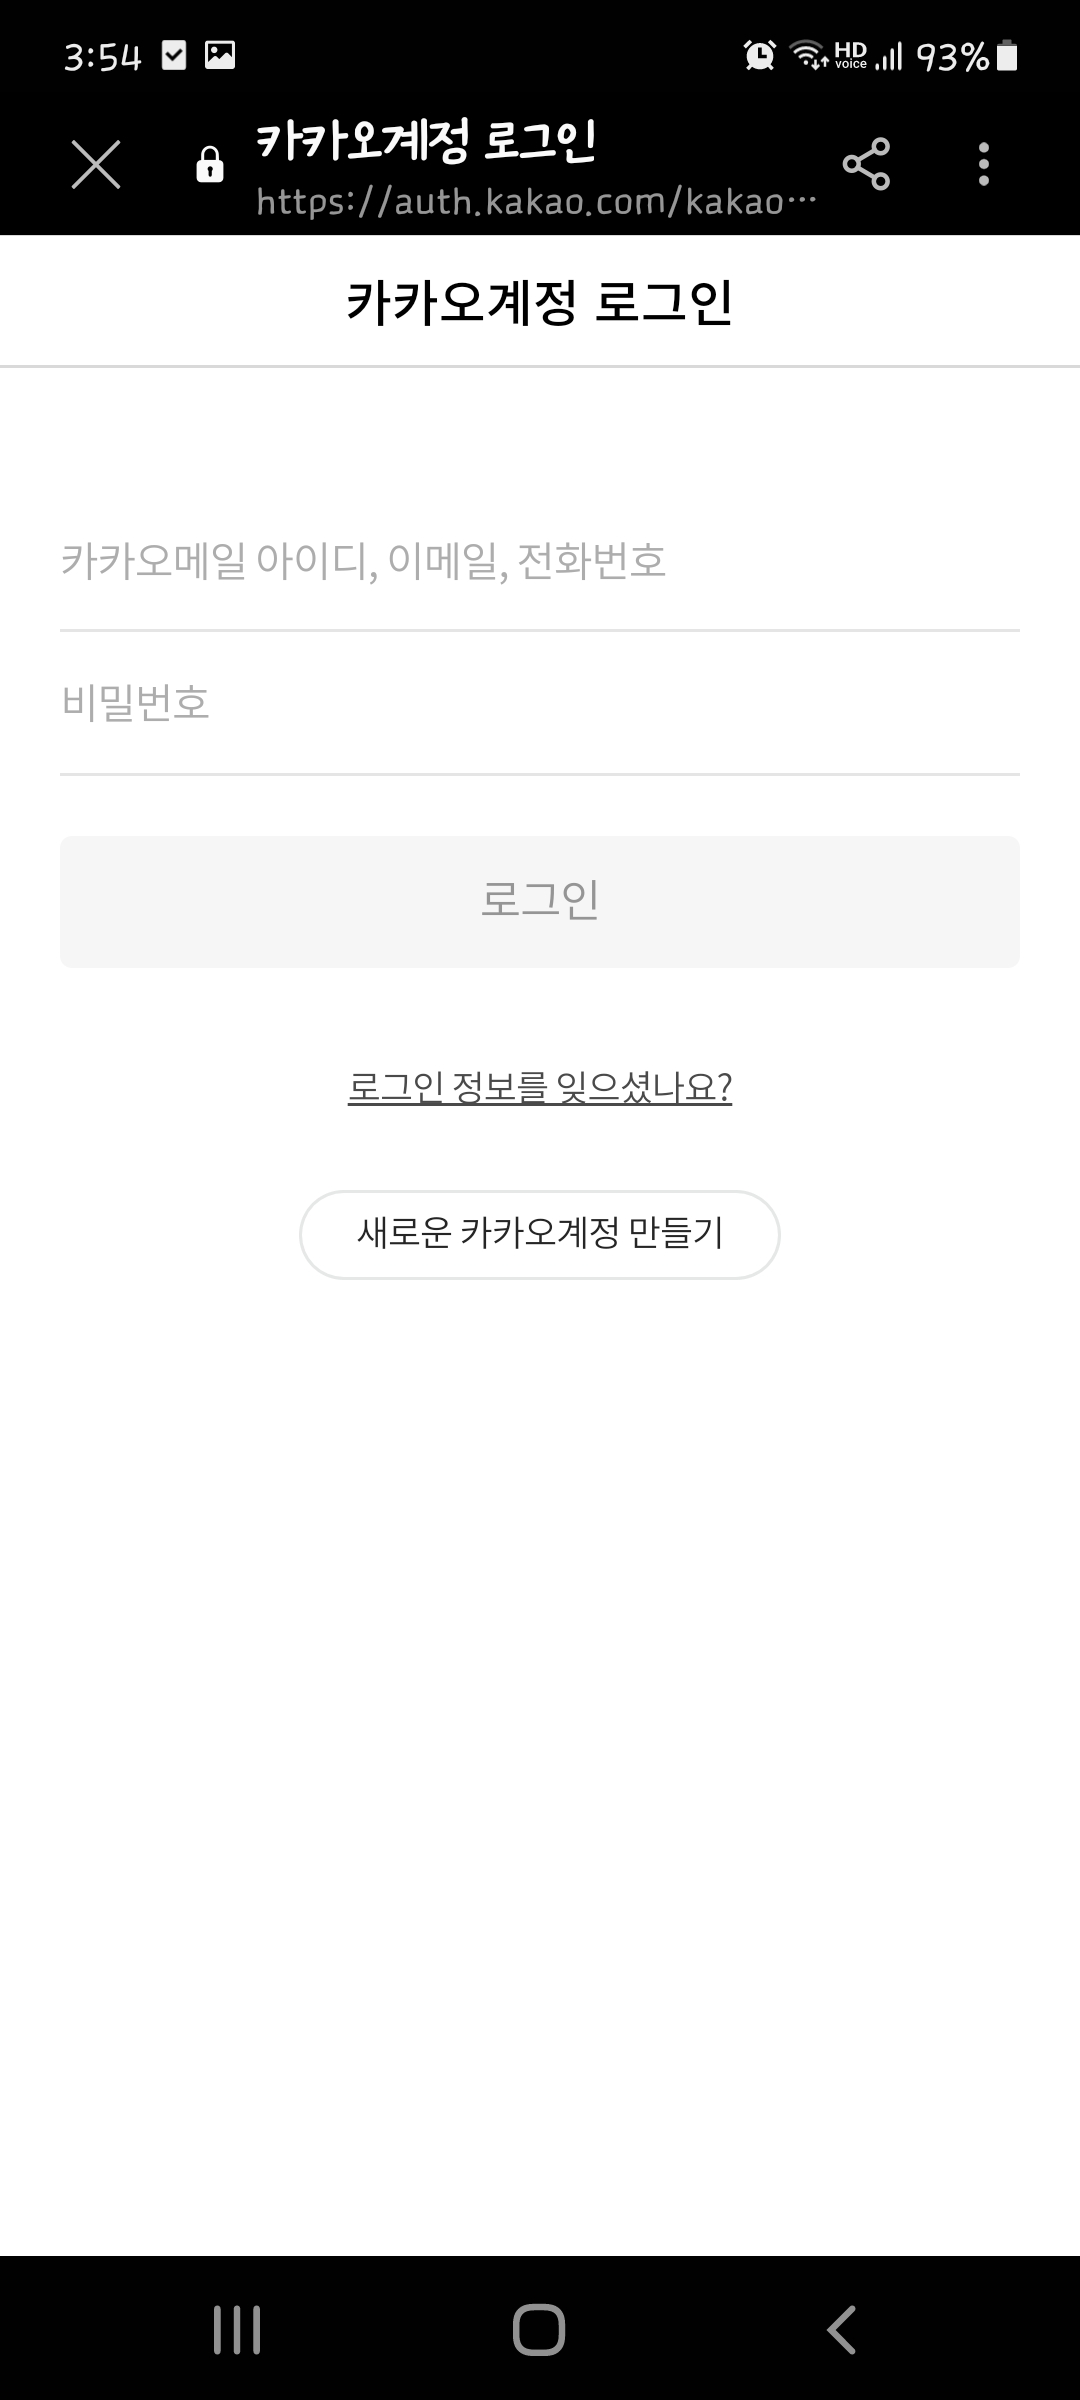 3:54 HD voice 93%
카카오계정 로그인
https://auth.kakao.com/kakao…
카카오계정 로그인
카카오메일 아이디, 이메일, 전화번호
비밀번호
로그인
로그인 정보를 잊으셨나요?
새로운 카카오계정 만들기